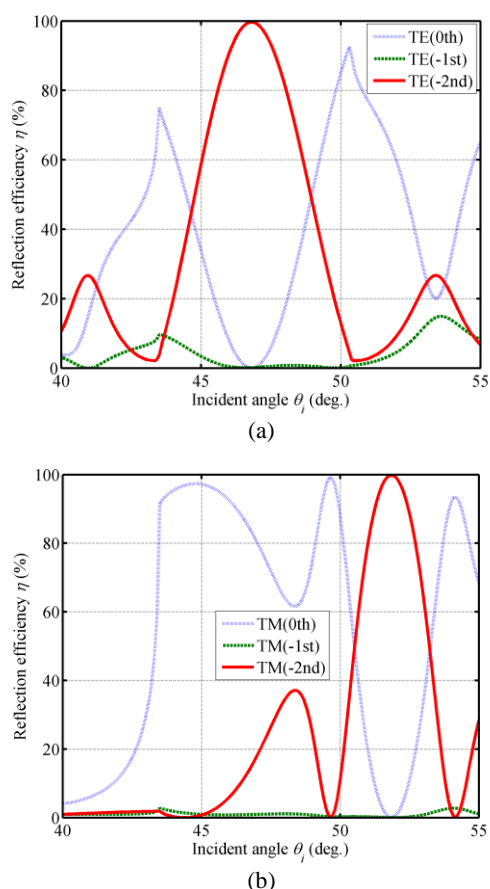 100
80
60
40
20
0
Reflection efficiency η (%)
TE(0th)
TE(-1st)
TE(-2nd)
40 45 50 55
Incident angle θi (deg.)
(a)
100
80
60
40
20
0
Reflection efficiency η (%)
TM(0th)
TM(-1st)
TM(-2nd)
40 45 50 55
Incident angle θi (deg.)
(b)